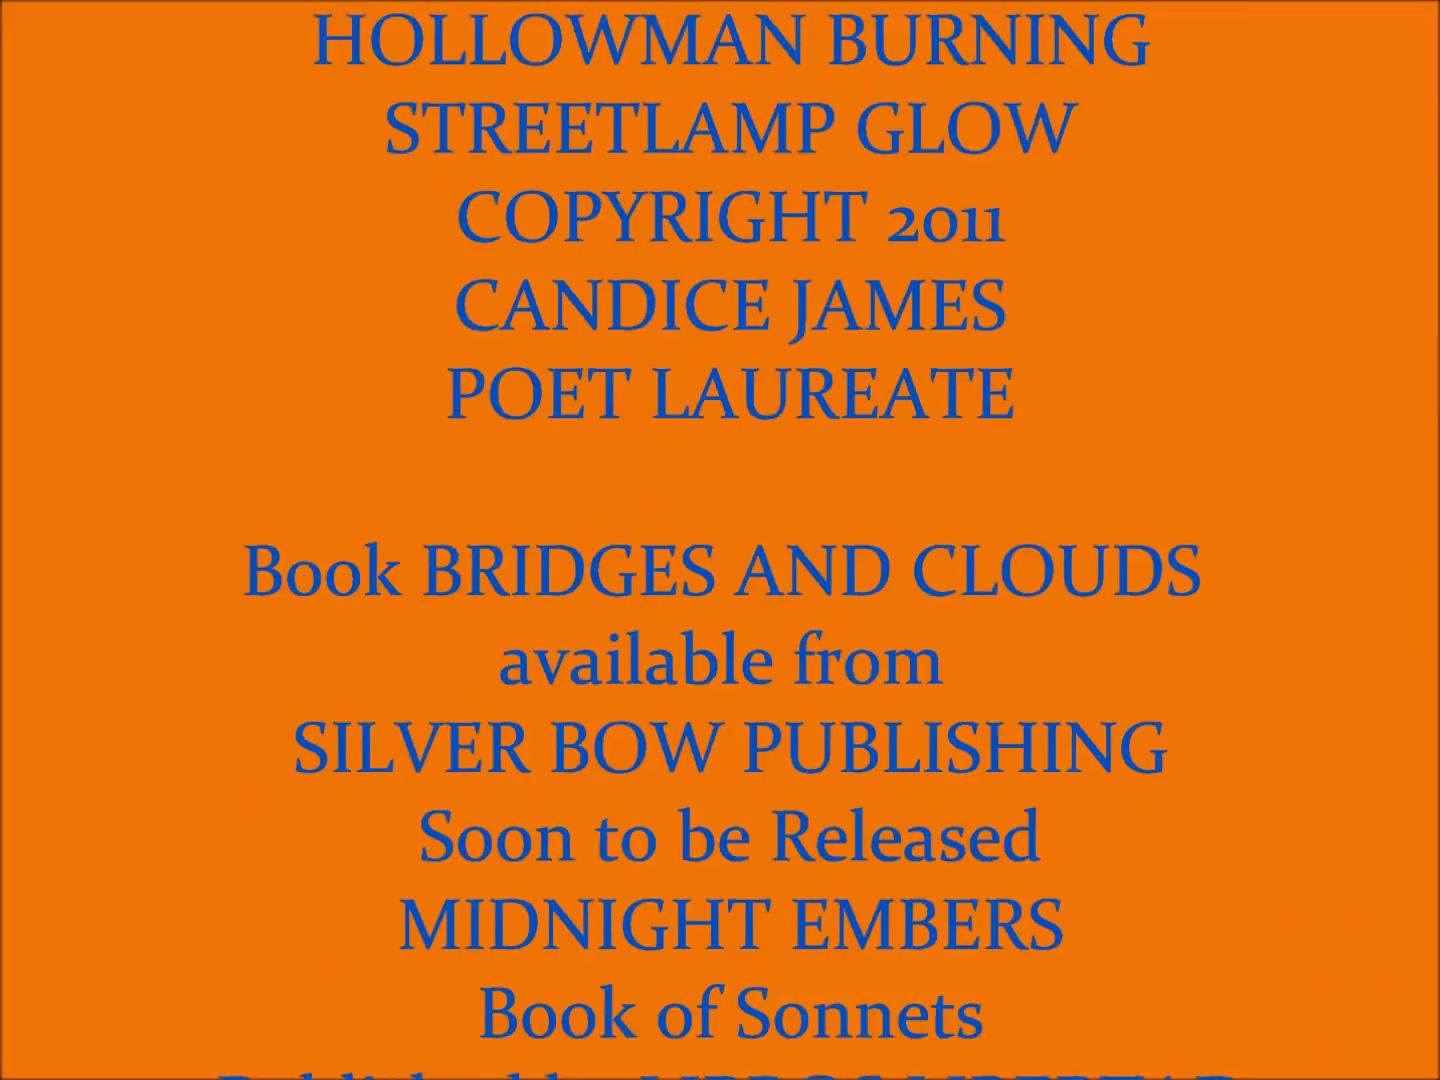 HOLLOWMAN BURNING
STREETLAMP GLOW
COPYRIGHT 2011
CANDICE JAMES
POET LAUREATE
Book BRIDGES AND CLOUDS
available from
SILVER BOW PUBLISHING
Soon to be Released
MIDNIGHT EMBERS
Book of Sonnets